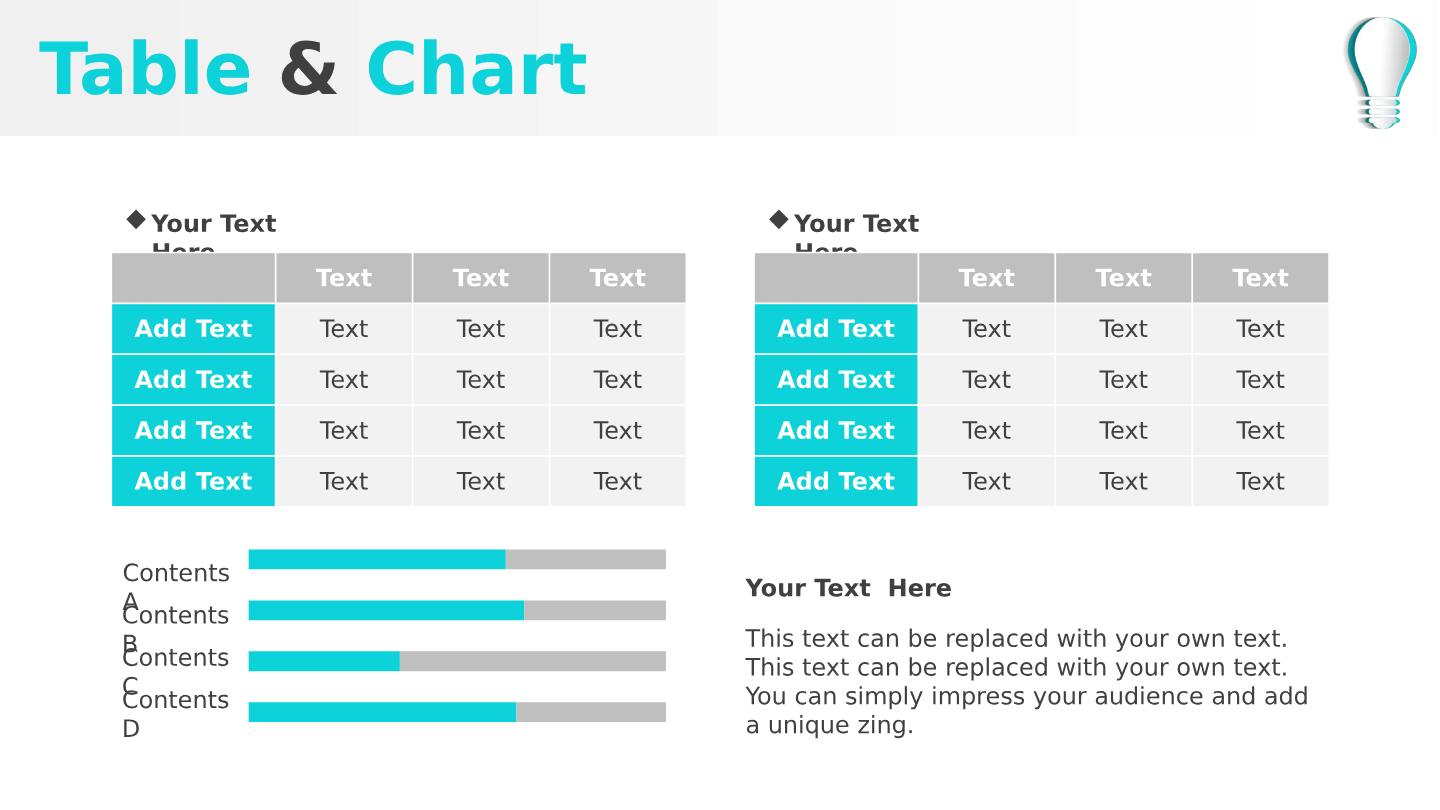 Table & Chart
◆ Your Text
Here
Text Text Text
Add Text Text Text Text
Add Text Text Text Text
Add Text Text Text Text
Add Text Text Text Text
◆ Your Text
Here
Text Text Text
Add Text Text Text Text
Add Text Text Text Text
Add Text Text Text Text
Add Text Text Text Text
Contents
A
Contents
B
Contents
C
Contents
D
Your Text  Here
This text can be replaced with your own text.
This text can be replaced with your own text.
You can simply impress your audience and add
a unique zing.